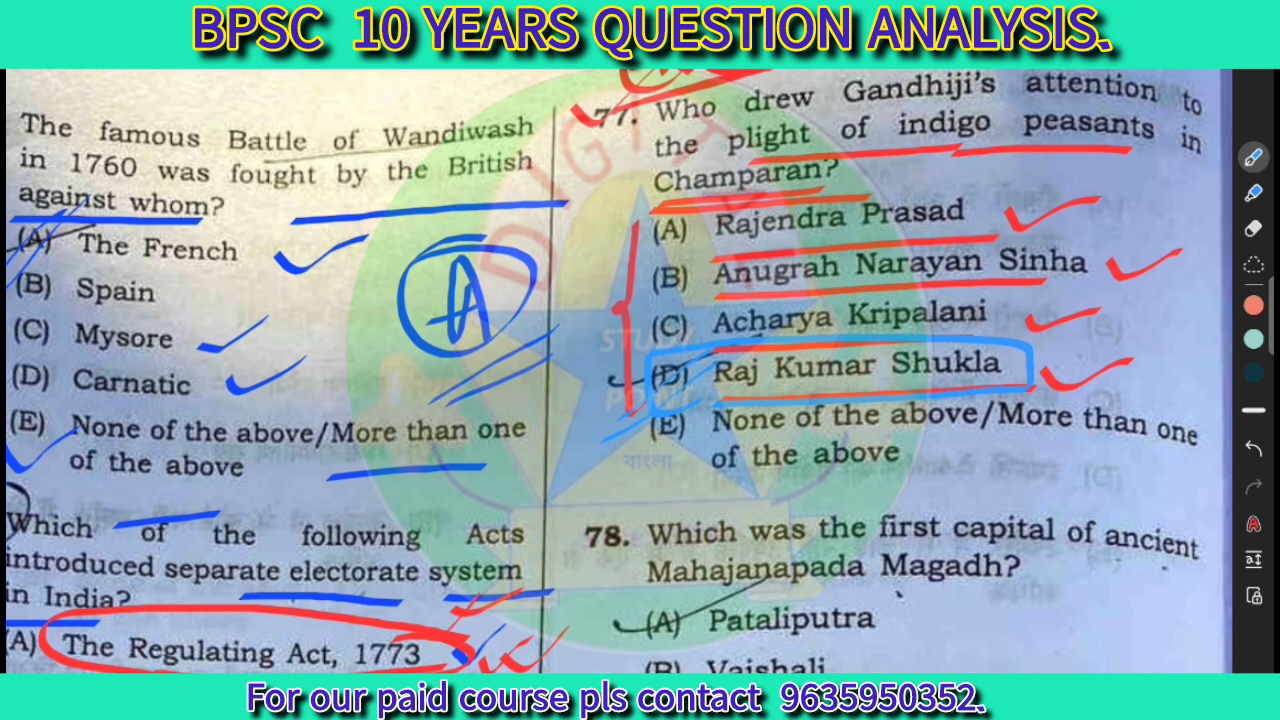 BPSC 10 YEARS QUESTION ANALYSIS.
The famous Battle of Wandiwash
in 1760 was fought by the British
against whom?
(A) The French
(B) Spain
(C) Mysore
(D) Carnatic
(E) None of the above/More than one
of the above
Which of the following Acts
introduced separate electorate system
in India?
(A) The Regulating Act, 1773
A
77. Who drew Gandhiji's attention to
the plight of indigo peasants in
Champaran?
(A) Rajendra Prasad
(B) Anugrah Narayan Sinha
(C) Acharya Kripalani
(D) Raj Kumar Shukla
(E) None of the above/More than one
of the above
78. Which was the first capital of ancient
Mahajanapada Magadh?
(A) Pataliputra
(B) Vaishali
STUDY
POINT
বাংলা
For our paid course pls contact 9635950352.